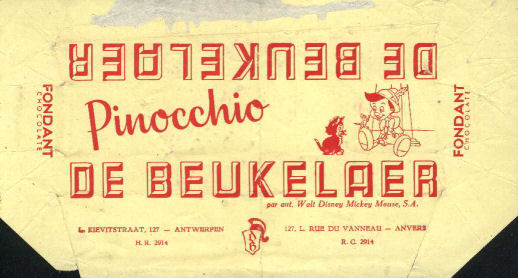 DE BEUKELAER
FONDANT
CHOCOLATE
Pinocchio
FONDANT
CHOCOLATE
DE BEUKELAER
par aut. Walt Disney Mickey Mouse, S.A.
L. KIEVITSTRAAT, 127 — ANTWERPEN
H. R. 2914
127, L. RUE DU VANNEAU — ANVERS
R. C. 2914